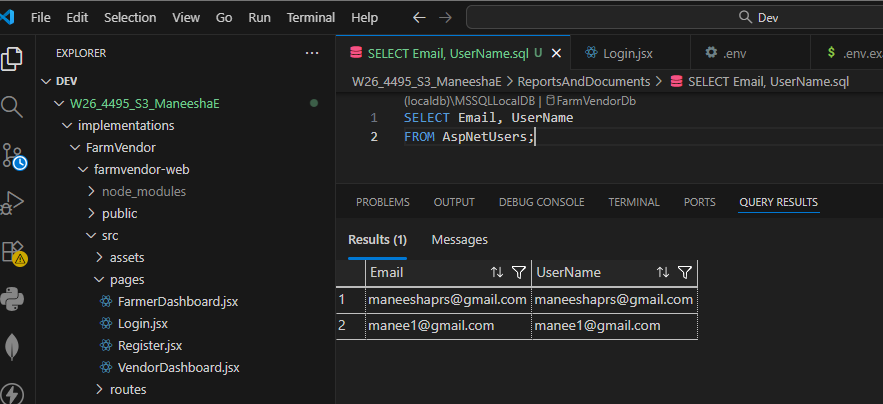 File Edit Selection View Go Run Terminal Help
Dev
EXPLORER ...
DEV
W26_4495_S3_ManeeshaE
implementations
FarmVendor
farmvendor-web
node_modules
public
src
assets
pages
FarmerDashboard.jsx
Login.jsx
Register.jsx
VendorDashboard.jsx
routes
SELECT Email, UserName.sql U
Login.jsx
.env
$ .env.exa
W26_4495_S3_ManeeshaE > ReportsAndDocuments > SELECT Email, UserName.sql
(localdb)\MSSQLLocalDB | FarmVendorDb
1 SELECT Email, UserName
2 FROM AspNetUsers;
PROBLEMS OUTPUT DEBUG CONSOLE TERMINAL PORTS QUERY RESULTS
Results (1) Messages
Email UserName
1 maneeshaprs@gmail.com maneeshaprs@gmail.com
2 manee1@gmail.com manee1@gmail.com